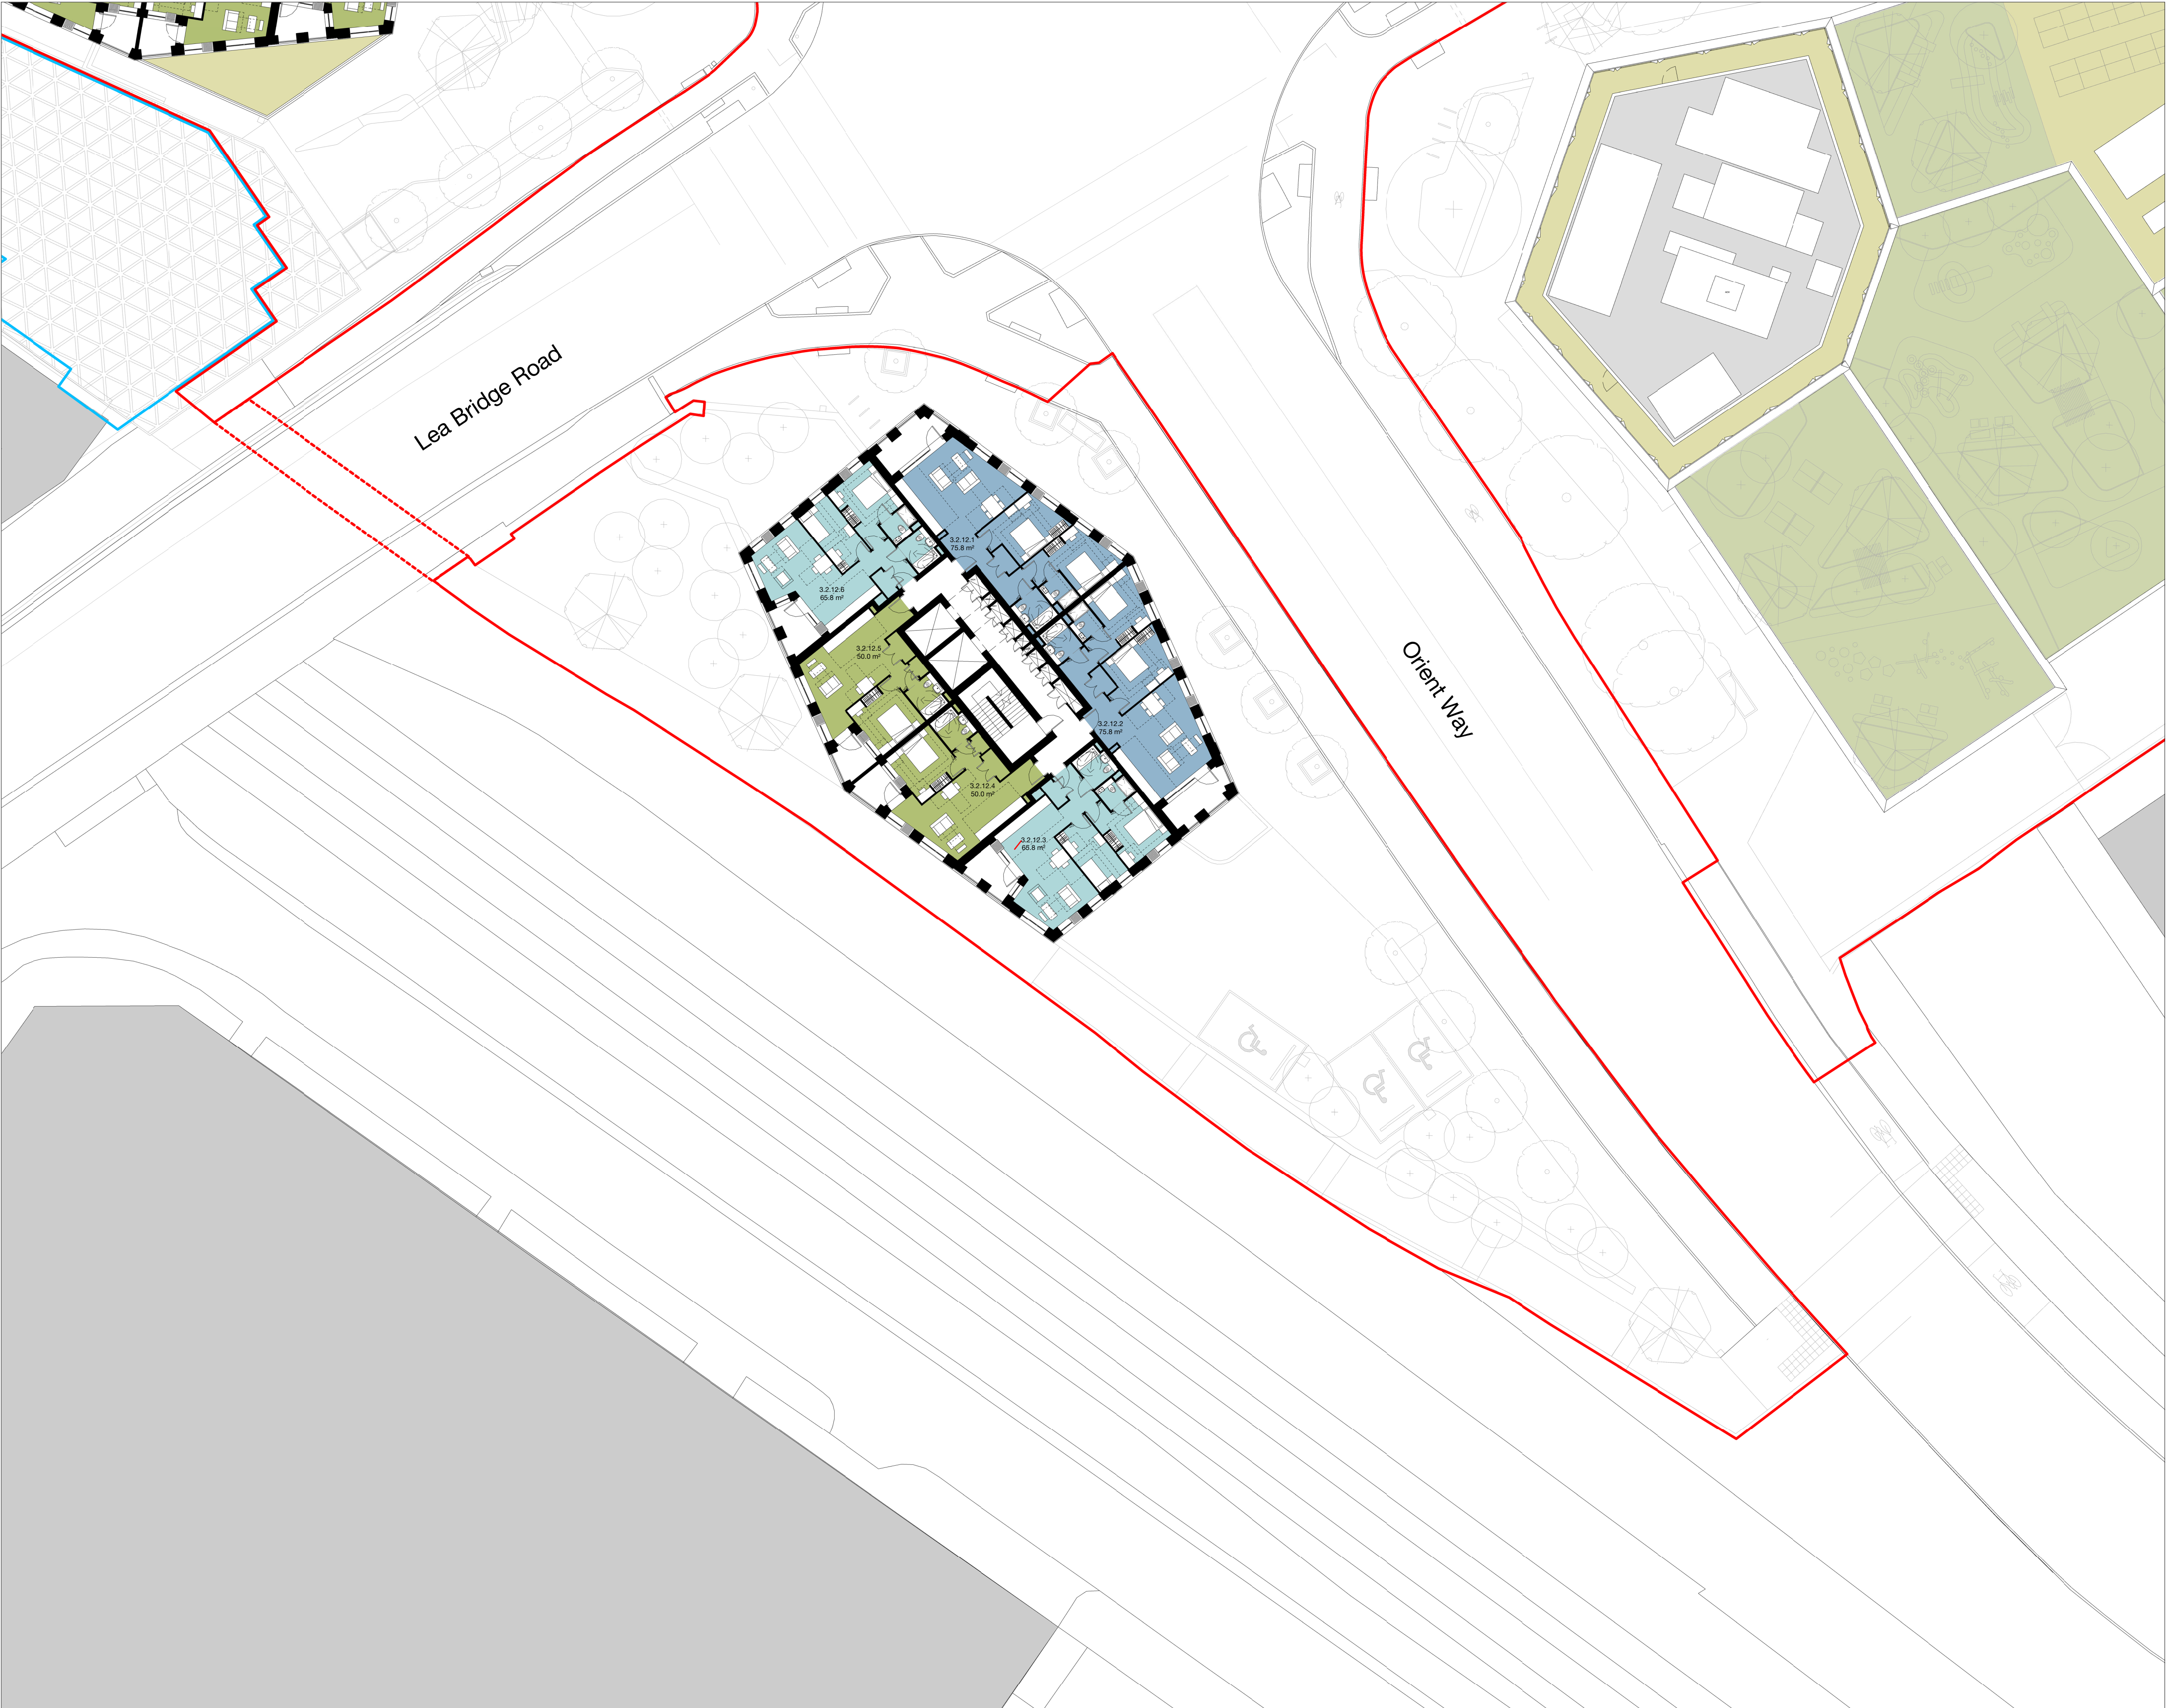 Lea Bridge Road
3.2.12.1
75.8 m²
3.2.12.6
65.8 m²
3.2.12.5
50.0 m²
Orient Way
3.2.12.2
75.8 m²
3.2.12.4
50.0 m²
3.2.12.3
65.8 m²